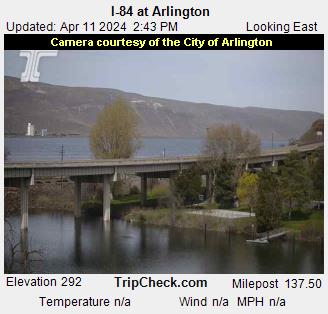 I-84 at Arlington
Updated: Apr 11 2024 2:43 PM Looking East
Camera courtesy of the City of Arlington
Elevation 292 TripCheck.com Milepost 137.50
Temperature n/a Wind n/a MPH n/a